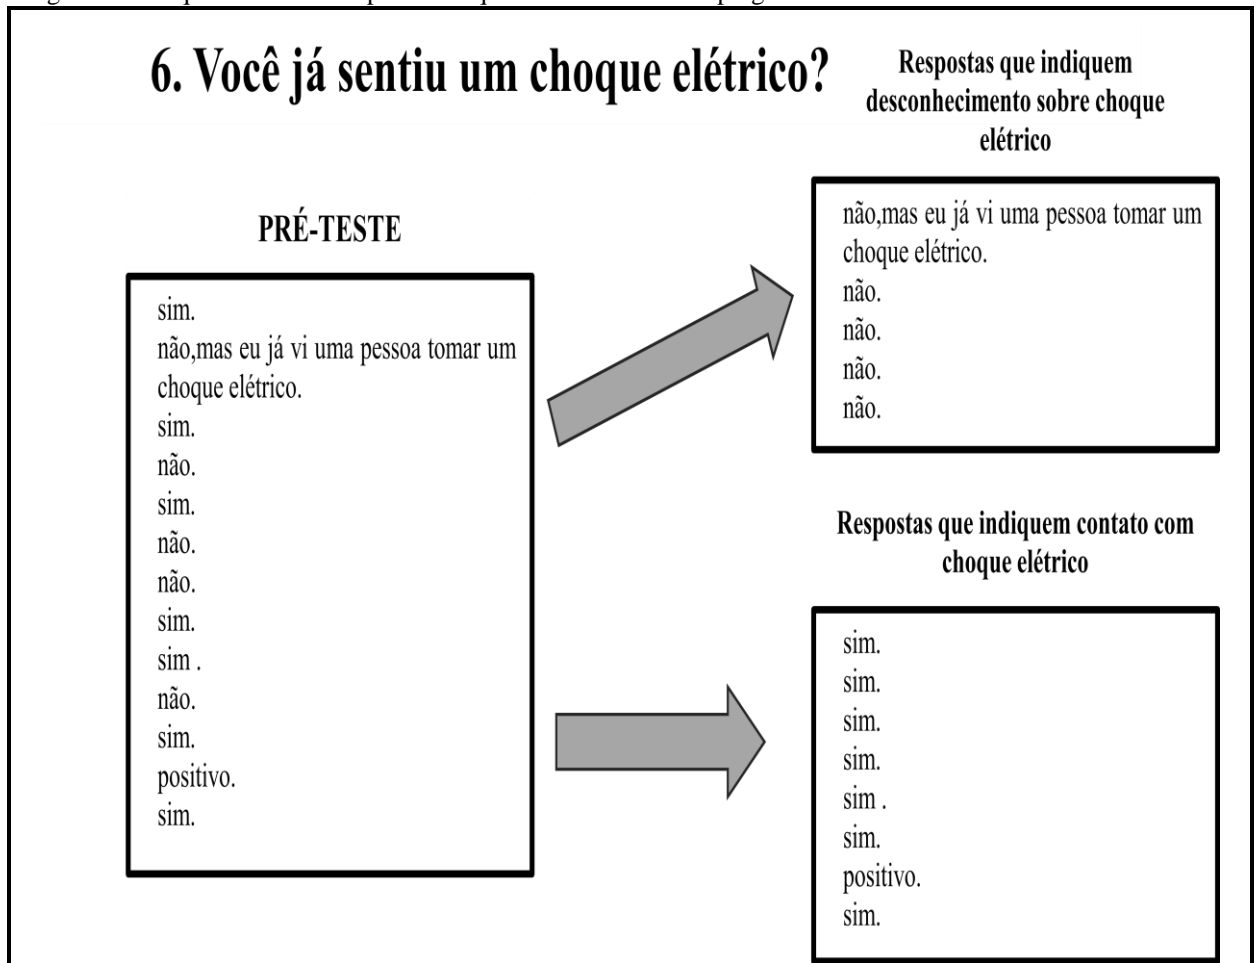 6. Você já sentiu um choque elétrico?
PRÉ-TESTE
sim.
não,mas eu já vi uma pessoa tomar um
choque elétrico.
sim.
não.
sim.
não.
não.
sim.
sim .
não.
sim.
positivo.
sim.
Respostas que indiquem
desconhecimento sobre choque
elétrico
não,mas eu já vi uma pessoa tomar um
choque elétrico.
não.
não.
não.
não.
Respostas que indiquem contato com
choque elétrico
sim.
sim.
sim.
sim.
sim .
sim.
positivo.
sim.